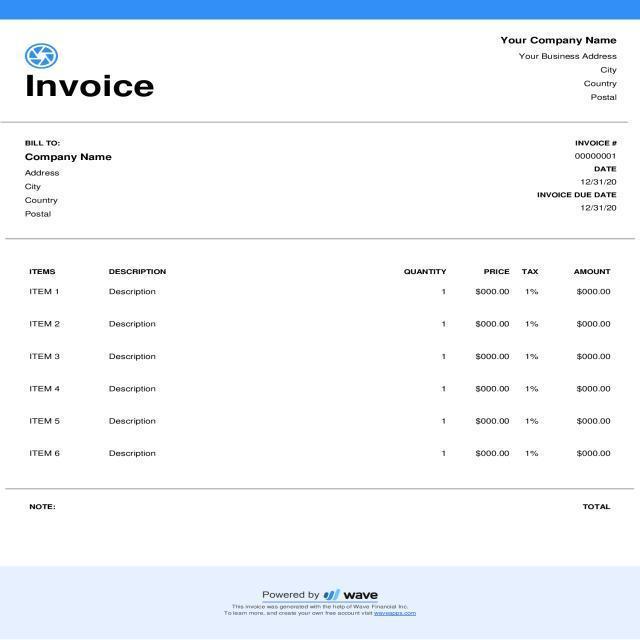 Your Company Name
Your Business Address
City
Country
Postal
Invoice
BILL TO:
Company Name
Address
City
Country
Postal
INVOICE #
00000001
DATE
12/31/20
INVOICE DUE DATE
12/31/20
ITEMS DESCRIPTION QUANTITY PRICE TAX AMOUNT
ITEM 1 Description 1 $000.00 1% $000.00
ITEM 2 Description 1 $000.00 1% $000.00
ITEM 3 Description 1 $000.00 1% $000.00
ITEM 4 Description 1 $000.00 1% $000.00
ITEM 5 Description 1 $000.00 1% $000.00
ITEM 6 Description 1 $000.00 1% $000.00
NOTE: TOTAL
Powered by wave
This invoice was generated with the help of Wave Financial Inc.
To learn more, and create your own free account visit waveapps.com